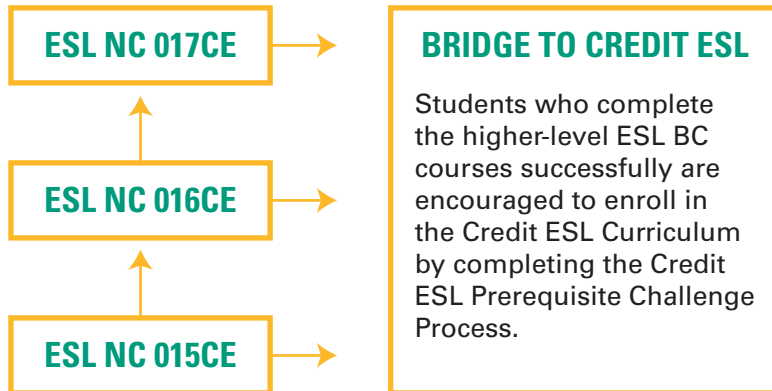 ESL NC 017CE
ESL NC 016CE
ESL NC 015CE
BRIDGE TO CREDIT ESL
Students who complete
the higher-level ESL BC
courses successfully are
encouraged to enroll in
the Credit ESL Curriculum
by completing the Credit
ESL Prerequisite Challenge
Process.